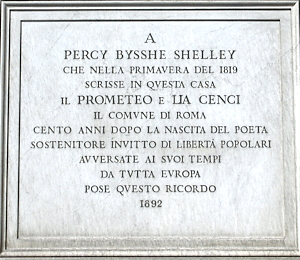 A
PERCY BYSSHE SHELLEY
CHE NELLA PRIMAVERA DEL 1819
SCRISSE IN QVESTA CASA
IL PROMETEO E LIA CENCI
IL COMVNE DI ROMA
CENTO ANNI DOPO LA NASCITA DEL POETA
SOSTENITORE INVITTO DI LIBERTÀ POPOLARI
AVVERSATE AI SVOI TEMPI
DA TVTTA EVROPA
POSE QVESTO RICORDO
1892